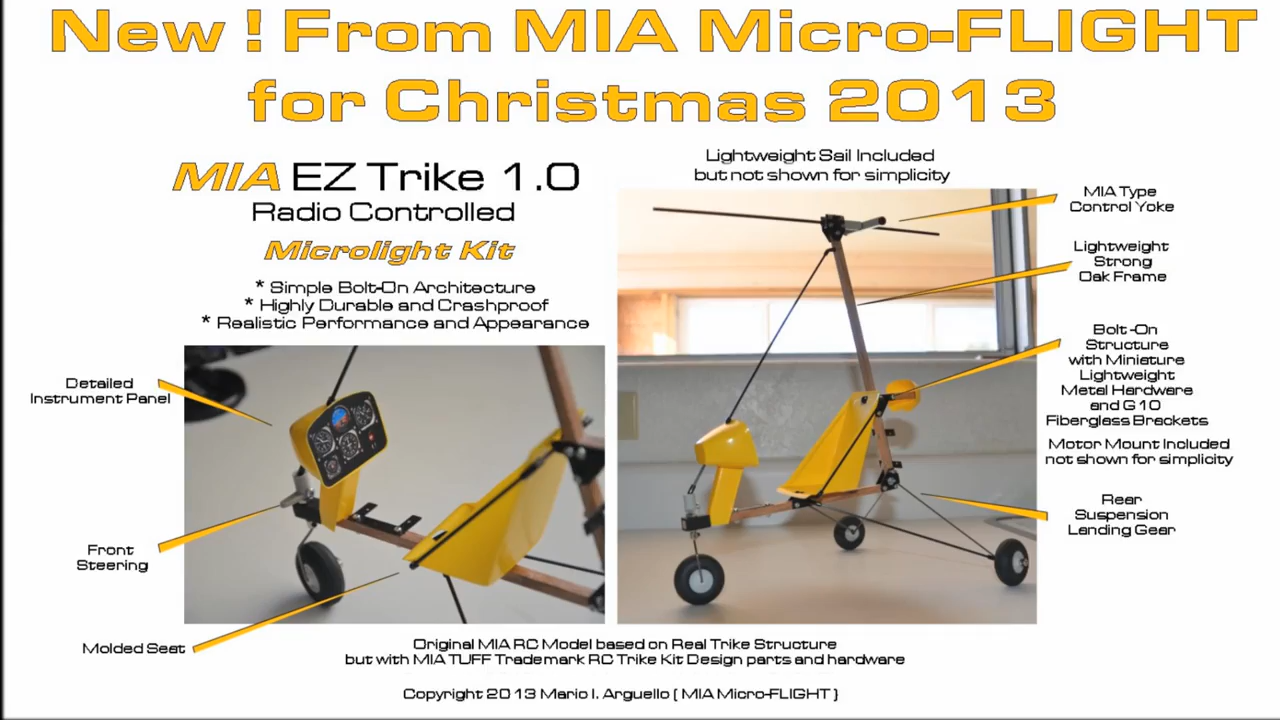 New ! From MIA Micro-FLIGHT
for Christmas 2013
MIA EZ Trike 1.0
Radio Controlled
Microlight Kit
* Simple Bolt-On Architecture
* Highly Durable and Crashproof
* Realistic Performance and Appearance
Detailed
Instrument Panel
Front
Steering
Molded Seat
Lightweight Sail Included
but not shown for simplicity
MIA Type
Control Yoke
Lightweight
Strong
Oak Frame
Bolt-On
Structure
with Miniature
Lightweight
Metal Hardware
and G10
Fiberglass Brackets
Motor Mount Included
not shown for simplicity
Rear
Suspension
Landing Gear
Original MIA RC Model based on Real Trike Structure
but with MIA TUFF Trademark RC Trike Kit Design parts and hardware
Copyright 2013 Mario I. Arguello ( MIA Micro-FLIGHT )